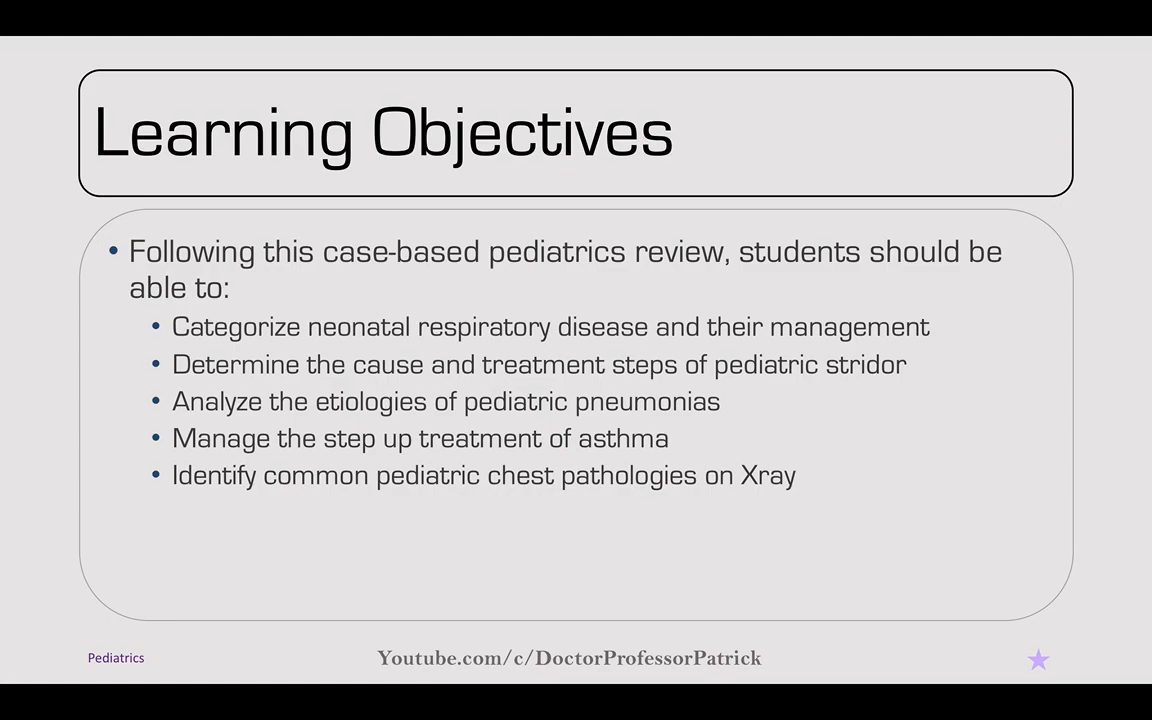 Learning Objectives
• Following this case-based pediatrics review, students should be
able to:
• Categorize neonatal respiratory disease and their management
• Determine the cause and treatment steps of pediatric stridor
• Analyze the etiologies of pediatric pneumonias
• Manage the step up treatment of asthma
• Identify common pediatric chest pathologies on Xray
Pediatrics
Youtube.com/c/DoctorProfessorPatrick